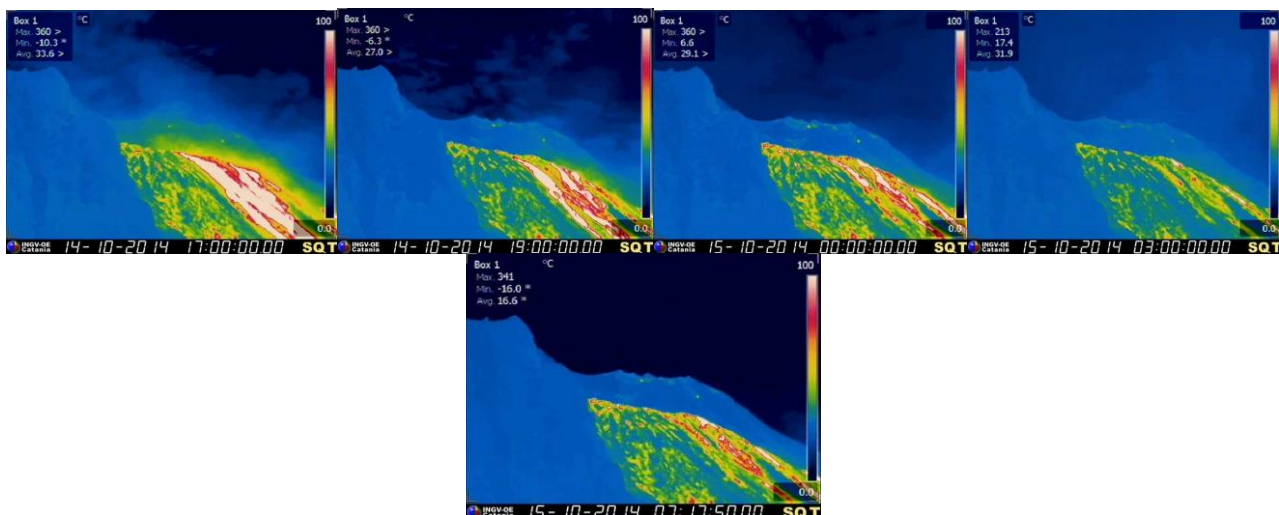 Box 1 °C 100
Max. 360 >
Min. -10.3 *
Avg. 33.6 >
0.0
INGV-OE
Catania 14-10-2014 17:00:00.00 SQT
Box 1 °C 100
Max. 360 >
Min. -6.3 *
Avg. 27.0 >
0.0
INGV-OE
Catania 14-10-2014 19:00:00.00 SQT
Box 1 °C 100
Max. 360 >
Min. 6.6
Avg. 29.1 >
0.0
INGV-OE
Catania 15-10-2014 00:00:00.00 SQT
Box 1 °C 100
Max. 213
Min. 17.4
Avg. 31.9
0.0
INGV-OE
Catania 15-10-2014 03:00:00.00 SQT
Box 1 °C 100
Max. 341
Min. -16.0 *
Avg. 16.6 *
0.0
INGV-OE
Catania 15-10-2014 07:17:50.00 SQT